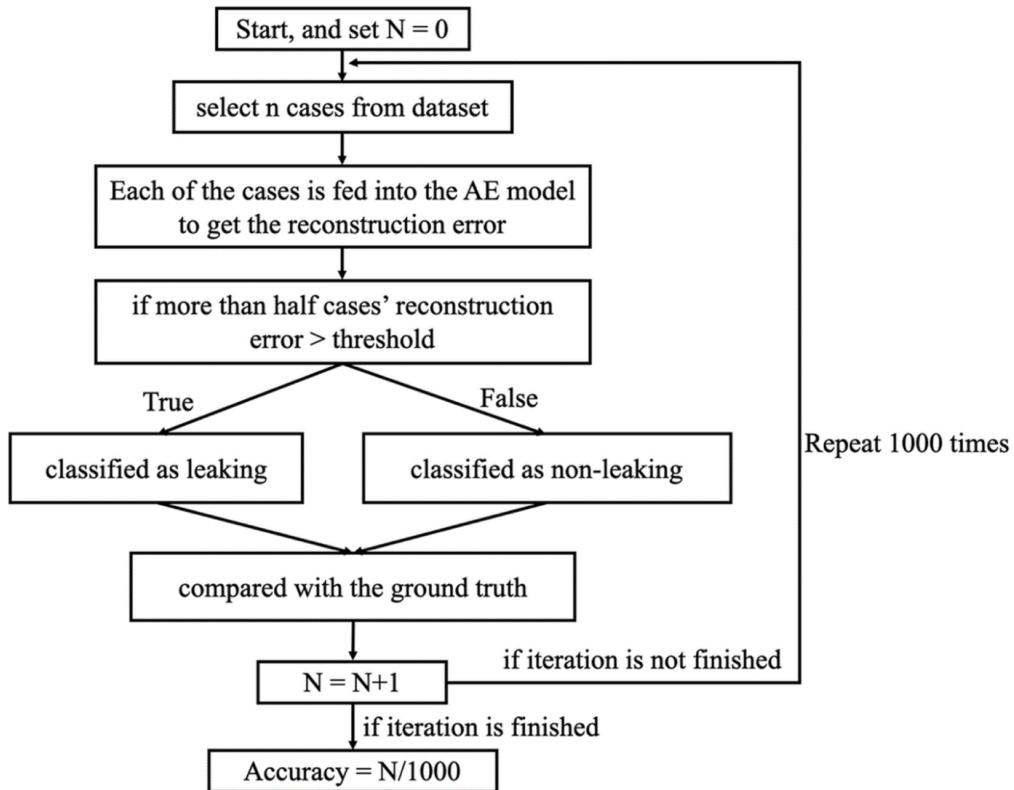 Start, and set N = 0
select n cases from dataset
Each of the cases is fed into the AE model
to get the reconstruction error
if more than half cases’ reconstruction
error > threshold
True
False
classified as leaking
classified as non-leaking
Repeat 1000 times
compared with the ground truth
if iteration is not finished
N = N+1
if iteration is finished
Accuracy = N/1000